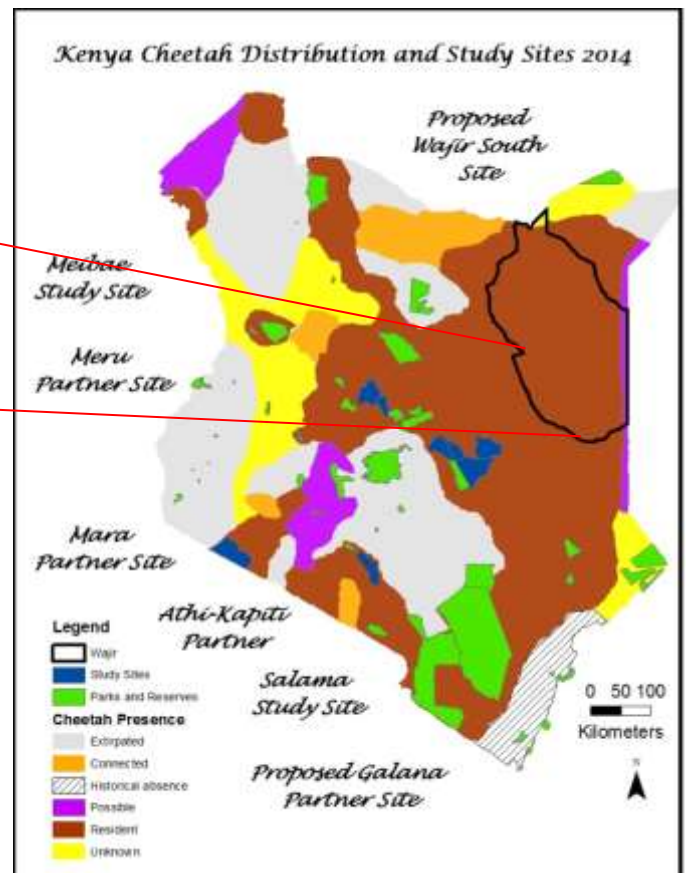 Kenya Cheetah Distribution and Study Sites 2014
Proposed
Wajir South
Site
Meibae
Study Site
Meru
Partner Site
Mara
Partner Site
Athi-Kapiti
Partner
Salama
Study Site
Proposed Galana
Partner Site
Legend
Wajir
Study Sites
Parks and Reserves
Cheetah Presence
Extirpated
Connected
Historical absence
Possible
Resident
Unknown
0 50 100
Kilometers
N